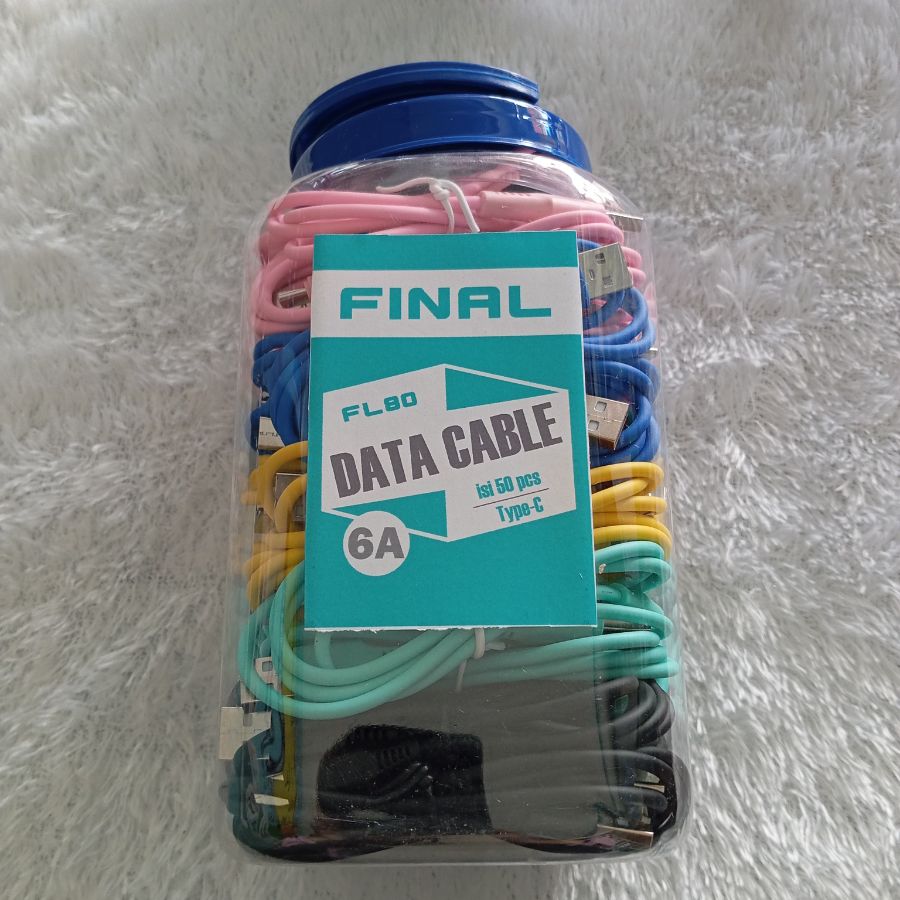 FINAL
FL80
DATA CABLE
isi 50 pcs
Type-C
6A